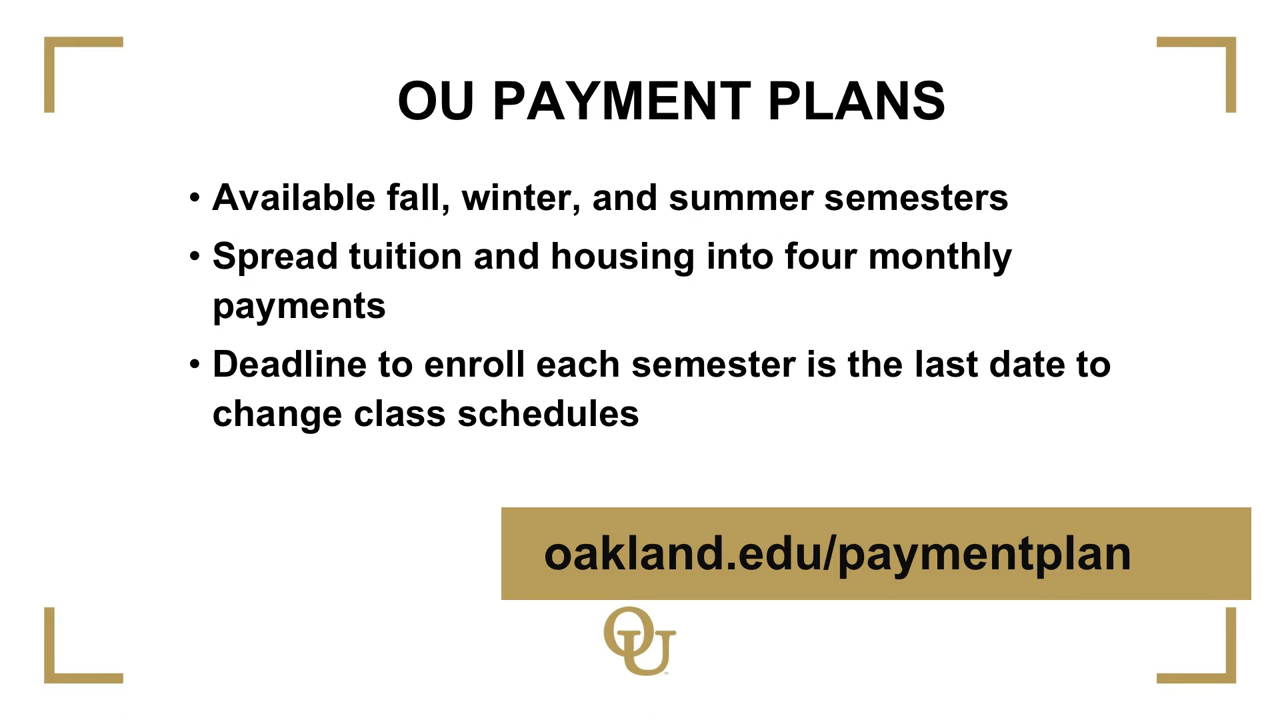 OU PAYMENT PLANS
• Available fall, winter, and summer semesters
• Spread tuition and housing into four monthly
payments
• Deadline to enroll each semester is the last date to
change class schedules
oakland.edu/paymentplan
OU